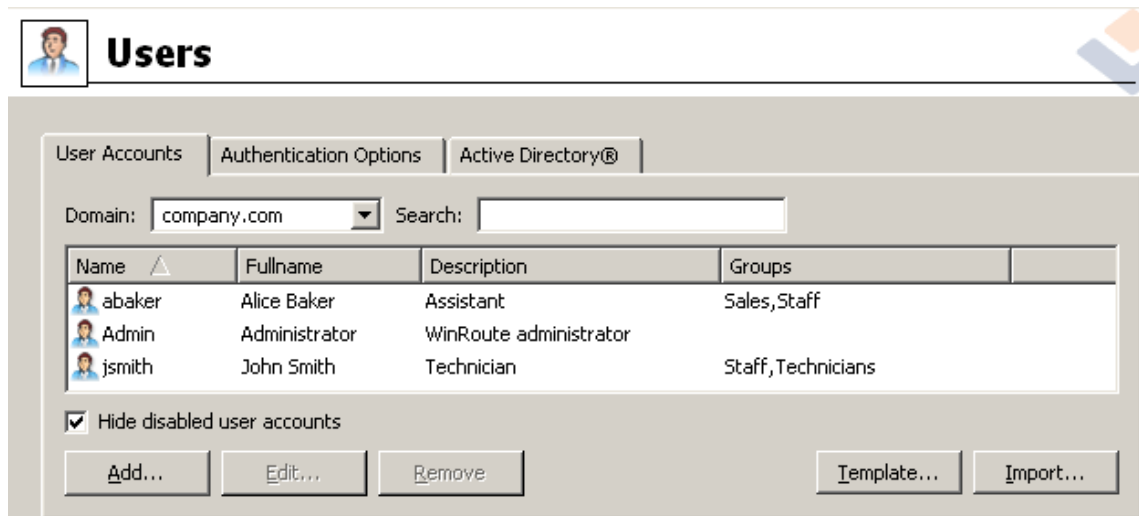 Users
User Accounts Authentication Options Active Directory®
Domain: company.com Search:
Name Fullname Description Groups
abaker Alice Baker Assistant Sales,Staff
Admin Administrator WinRoute administrator
jsmith John Smith Technician Staff,Technicians
Hide disabled user accounts
Add... Edit... Remove Template... Import...